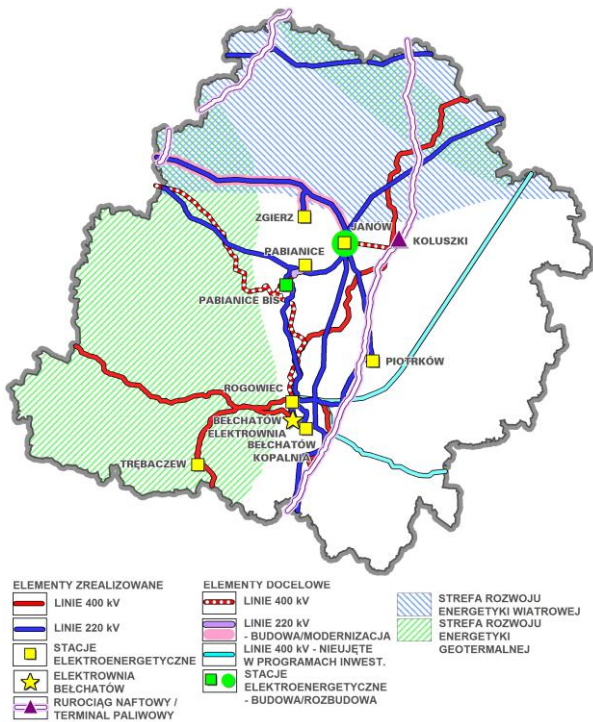 ZGIERZ
JANÓW
KOLUSZKI
PABIANICE
PABIANICE BIS
PIOTRKÓW
ROGOWIEC
BEŁCHATÓW
ELEKTROWNIA
BEŁCHATÓW
KOPALNIA
TRĘBACZEW
ELEMENTY ZREALIZOWANE
LINIE 400 kV
LINIE 220 kV
STACJE
ELEKTROENERGETYCZNE
ELEKTROWNIA
BEŁCHATÓW
RUROCIĄG NAFTOWY /
TERMINAL PALIWOWY
ELEMENTY DOCELOWE
LINIE 400 kV
LINIE 220 kV
- BUDOWA/MODERNIZACJA
LINIE 400 kV - NIEUJĘTE
W PROGRAMACH INWEST.
STACJE
ELEKTROENERGETYCZNE
- BUDOWA/ROZBUDOWA
STREFA ROZWOJU
ENERGETYKI WIATROWEJ
STREFA ROZWOJU
ENERGETYKI
GEOTERMALNEJ